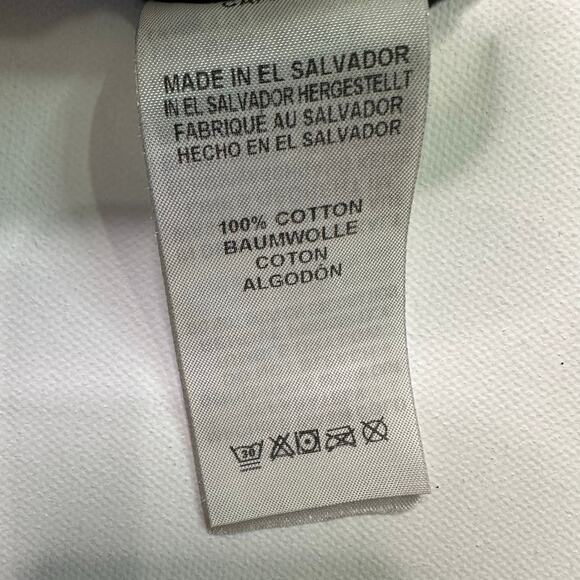 MADE IN EL SALVADOR
IN EL SALVADOR HERGESTELLT
FABRIQUE AU SALVADOR
HECHO EN EL SALVADOR
100% COTTON
BAUMWOLLE
COTON
ALGODÓN
30